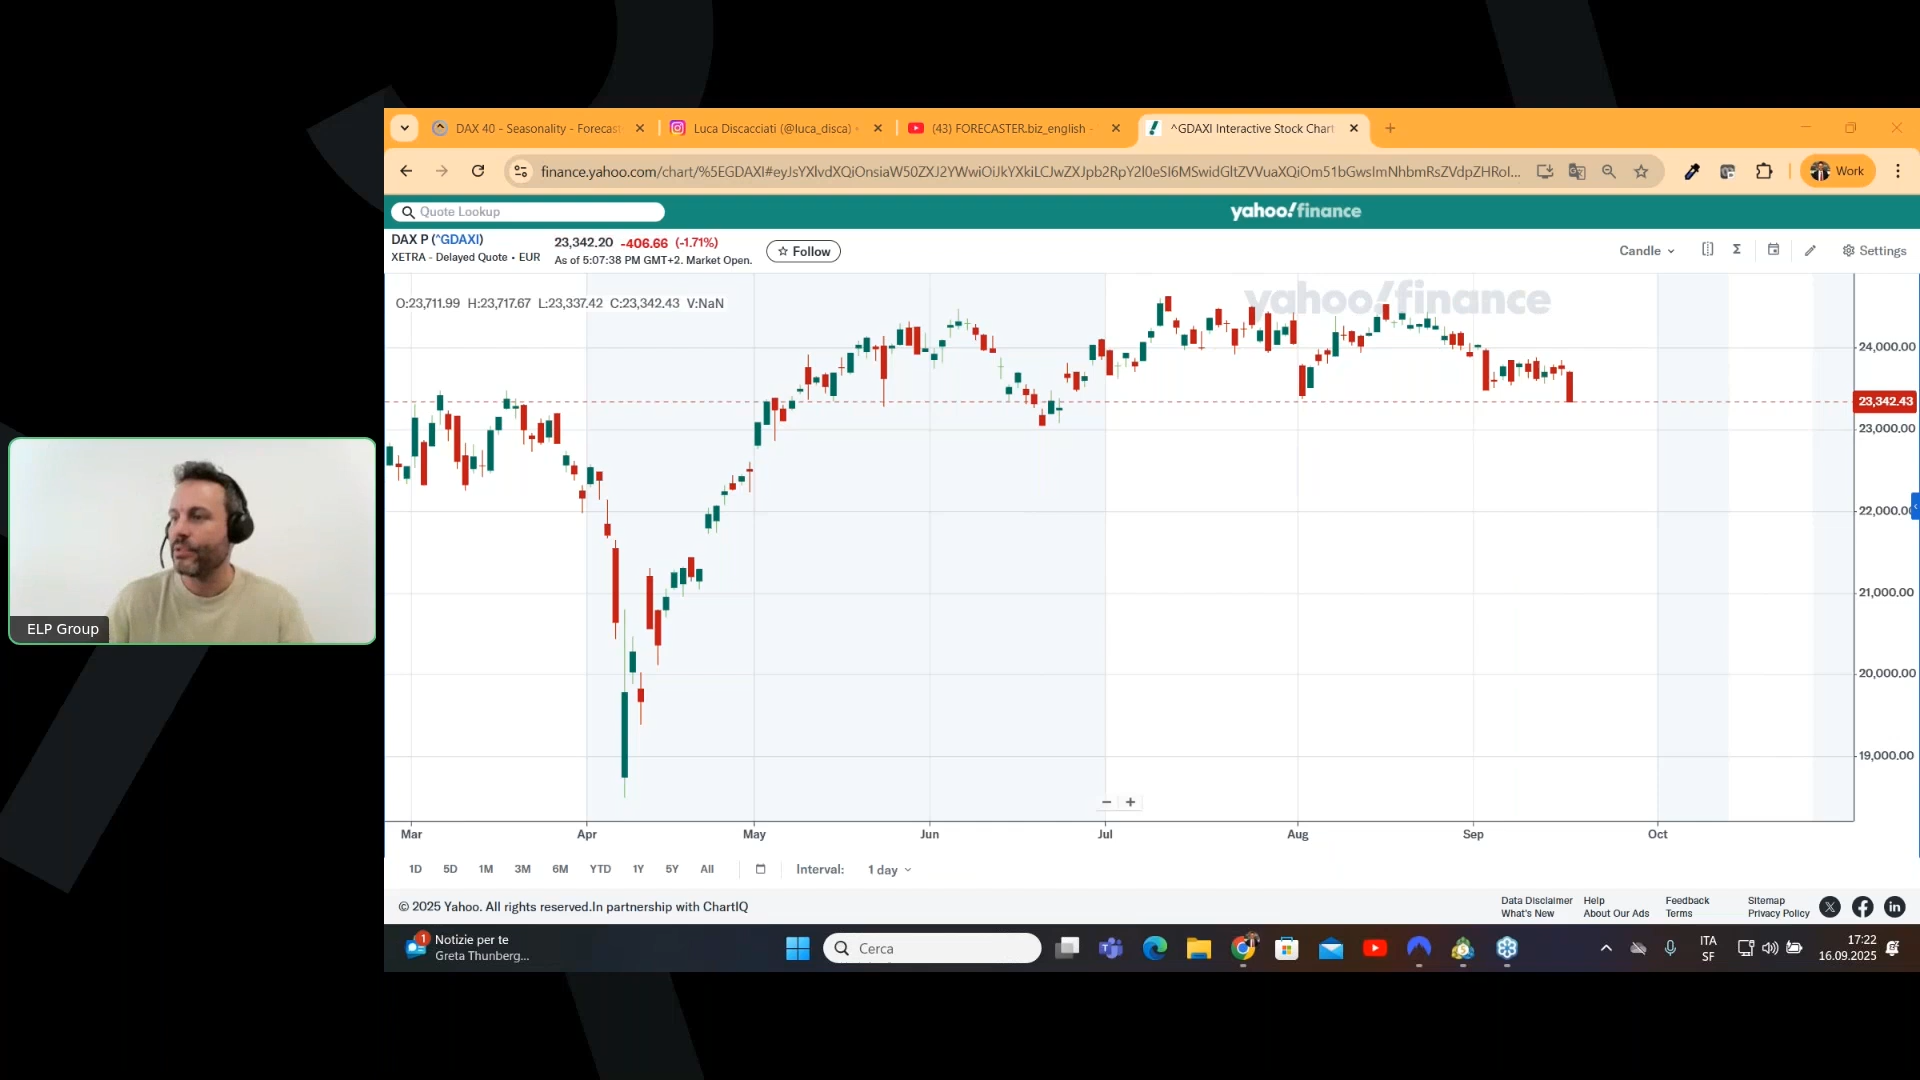 DAX 40 - Seasonality - Forecast
Luca Discacciati (@luca_disca)
(43) FORECASTER.biz_english -
^GDAXI Interactive Stock Chart
finance.yahoo.com/chart/%5EGDAXI#
Work
Quote Lookup
yahoo!finance
DAX P (^GDAXI)
XETRA - Delayed Quote • EUR
23,342.20 -406.66 (-1.71%)
As of 5:07:38 PM GMT+2. Market Open.
☆ Follow
Candle
Σ
Settings
O:23,711.99 H:23,717.67 L:23,337.42 C:23,342.43 V:NaN
yahoo!finance
24,000.00
23,342.43
23,000.00
22,000.00
21,000.00
20,000.00
19,000.00
ELP Group
Mar Apr May Jun Jul Aug Sep Oct
1D 5D 1M 3M 6M YTD 1Y 5Y All Interval: 1 day
© 2025 Yahoo. All rights reserved.In partnership with ChartIQ
Data Disclaimer Help Feedback Sitemap
What's New About Our Ads Terms Privacy Policy
1
Notizie per te
Greta Thunberg...
Cerca
ITA
SF
17:22
16.09.2025